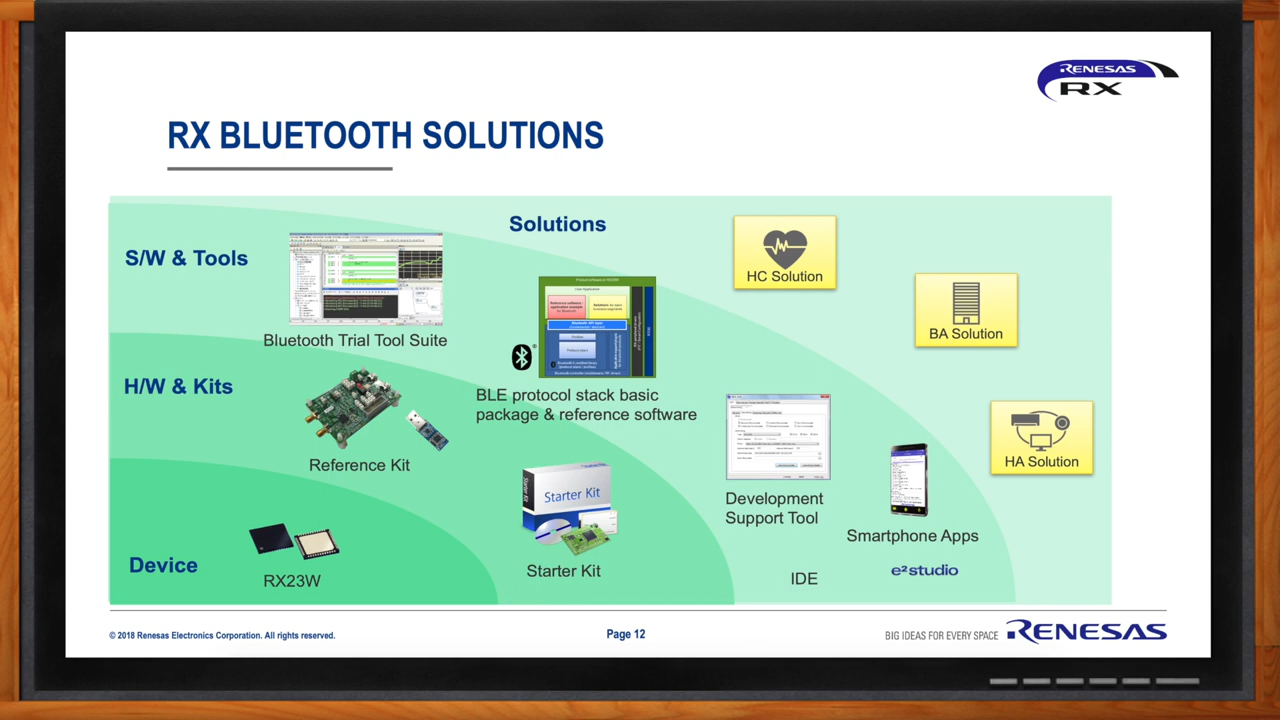 RENESAS
RX
RX BLUETOOTH SOLUTIONS
Solutions
S/W & Tools
HC Solution
BA Solution
Bluetooth Trial Tool Suite
H/W & Kits
BLE protocol stack basic
package & reference software
HA Solution
Reference Kit
Starter Kit
Starter Kit
Development
Support Tool
Smartphone Apps
Device
RX23W
Starter Kit
IDE
e² studio
© 2018 Renesas Electronics Corporation. All rights reserved.
Page 12
BIG IDEAS FOR EVERY SPACE
RENESAS